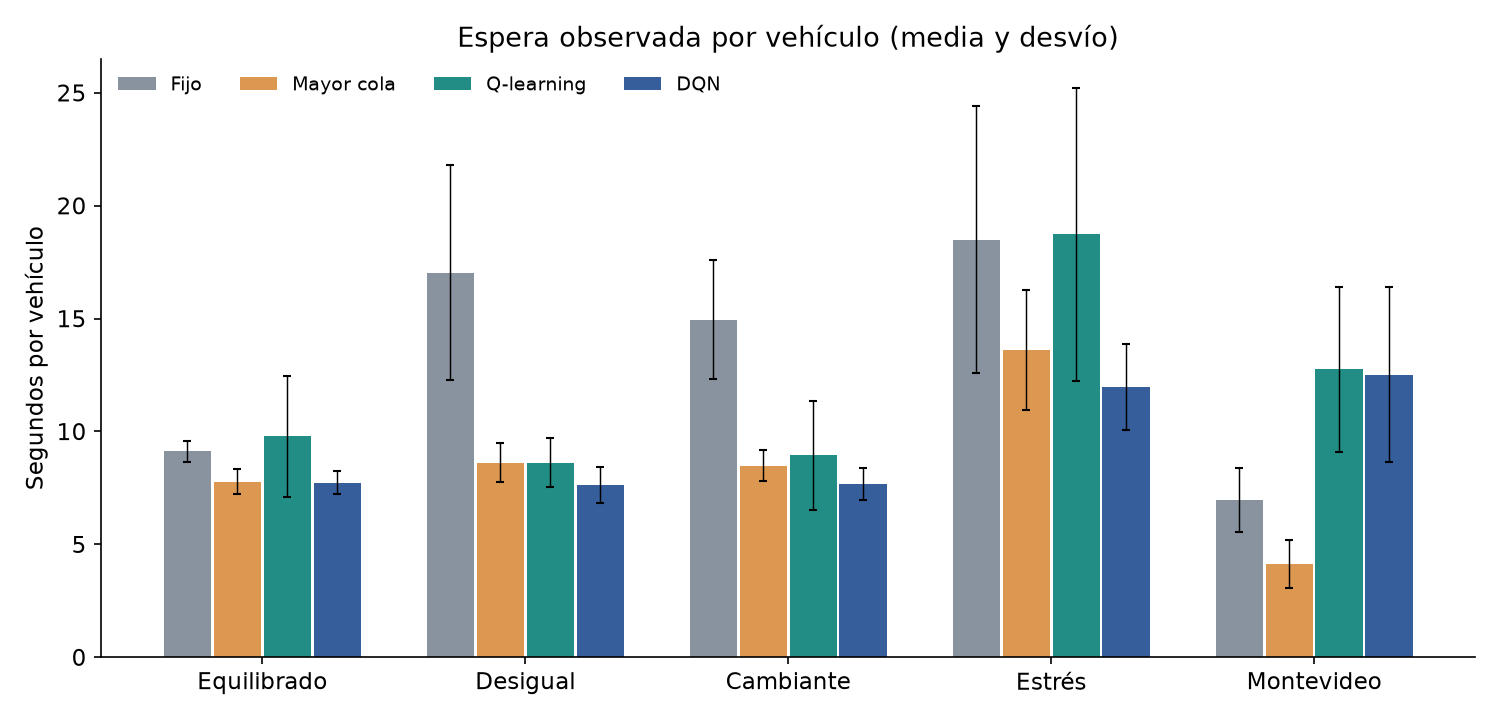 Espera observada por vehículo (media y desvío)
Fijo Mayor cola Q-learning DQN
Segundos por vehículo
25
20
15
10
5
0
Equilibrado Desigual Cambiante Estrés Montevideo